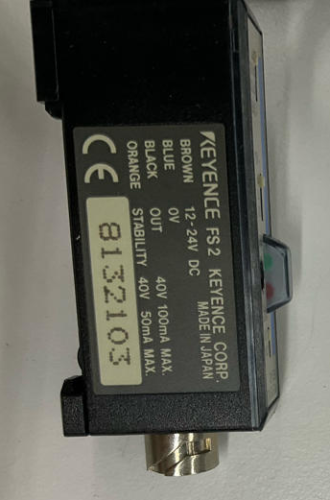 KEYENCE FS2 KEYENCE CORP.
MADE IN JAPAN
BROWN 12-24V DC
BLUE 0V
BLACK OUT 40V 100mA MAX.
ORANGE STABILITY 40V 50mA MAX.
CE 8132103